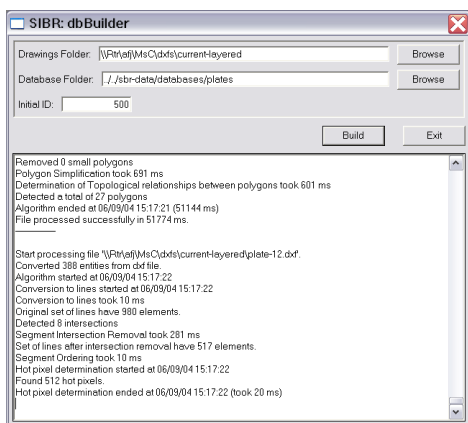 SIBR: dbBuilder
Drawings Folder: \\Rtr\afj\MsC\dxfs\current-layered Browse
Database Folder: ../../sbr-data/databases/plates Browse
Initial ID: 500
Build Exit
Removed 0 small polygons
Polygon Simplification took 691 ms
Determination of Topological relationships between polygons took 601 ms
Detected a total of 27 polygons
Algorithm ended at 06/09/04 15:17:21 (51144 ms)
File processed successfully in 51774 ms.
Start processing file '\\Rtr\afj\MsC\dxfs\current-layered\plate-12.dxf'.
Converted 388 entities from dxf file.
Algorithm started at 06/09/04 15:17:22
Conversion to lines started at 06/09/04 15:17:22
Conversion to lines took 10 ms
Original set of lines have 980 elements.
Detected 8 intersections
Segment Intersection Removal took 281 ms
Set of lines after intersection removal have 517 elements.
Segment Ordering took 10 ms
Hot pixel determination started at 06/09/04 15:17:22
Found 512 hot pixels.
Hot pixel determination ended at 06/09/04 15:17:22 (took 20 ms)